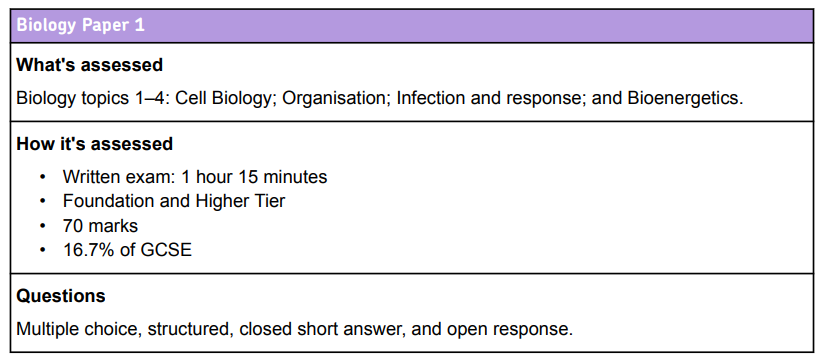 Biology Paper 1
What's assessed
Biology topics 1–4: Cell Biology; Organisation; Infection and response; and Bioenergetics.
How it's assessed
• Written exam: 1 hour 15 minutes
• Foundation and Higher Tier
• 70 marks
• 16.7% of GCSE
Questions
Multiple choice, structured, closed short answer, and open response.